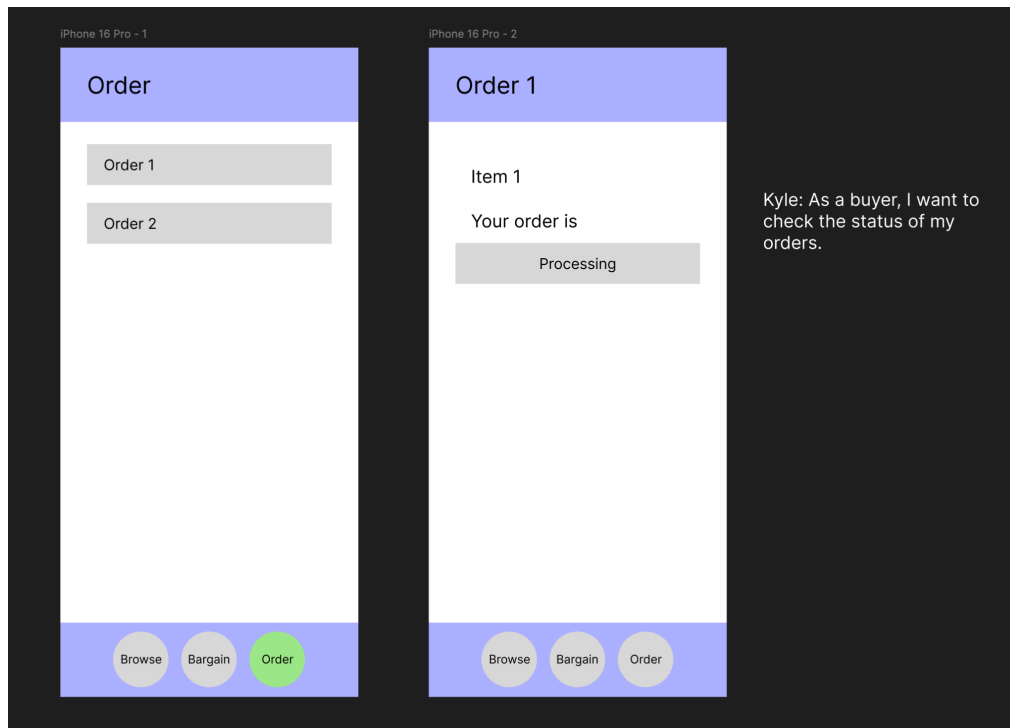 iPhone 16 Pro - 1
Order
Order 1
Order 2
Browse Bargain Order
iPhone 16 Pro - 2
Order 1
Item 1
Your order is
Processing
Browse Bargain Order
Kyle: As a buyer, I want to
check the status of my
orders.